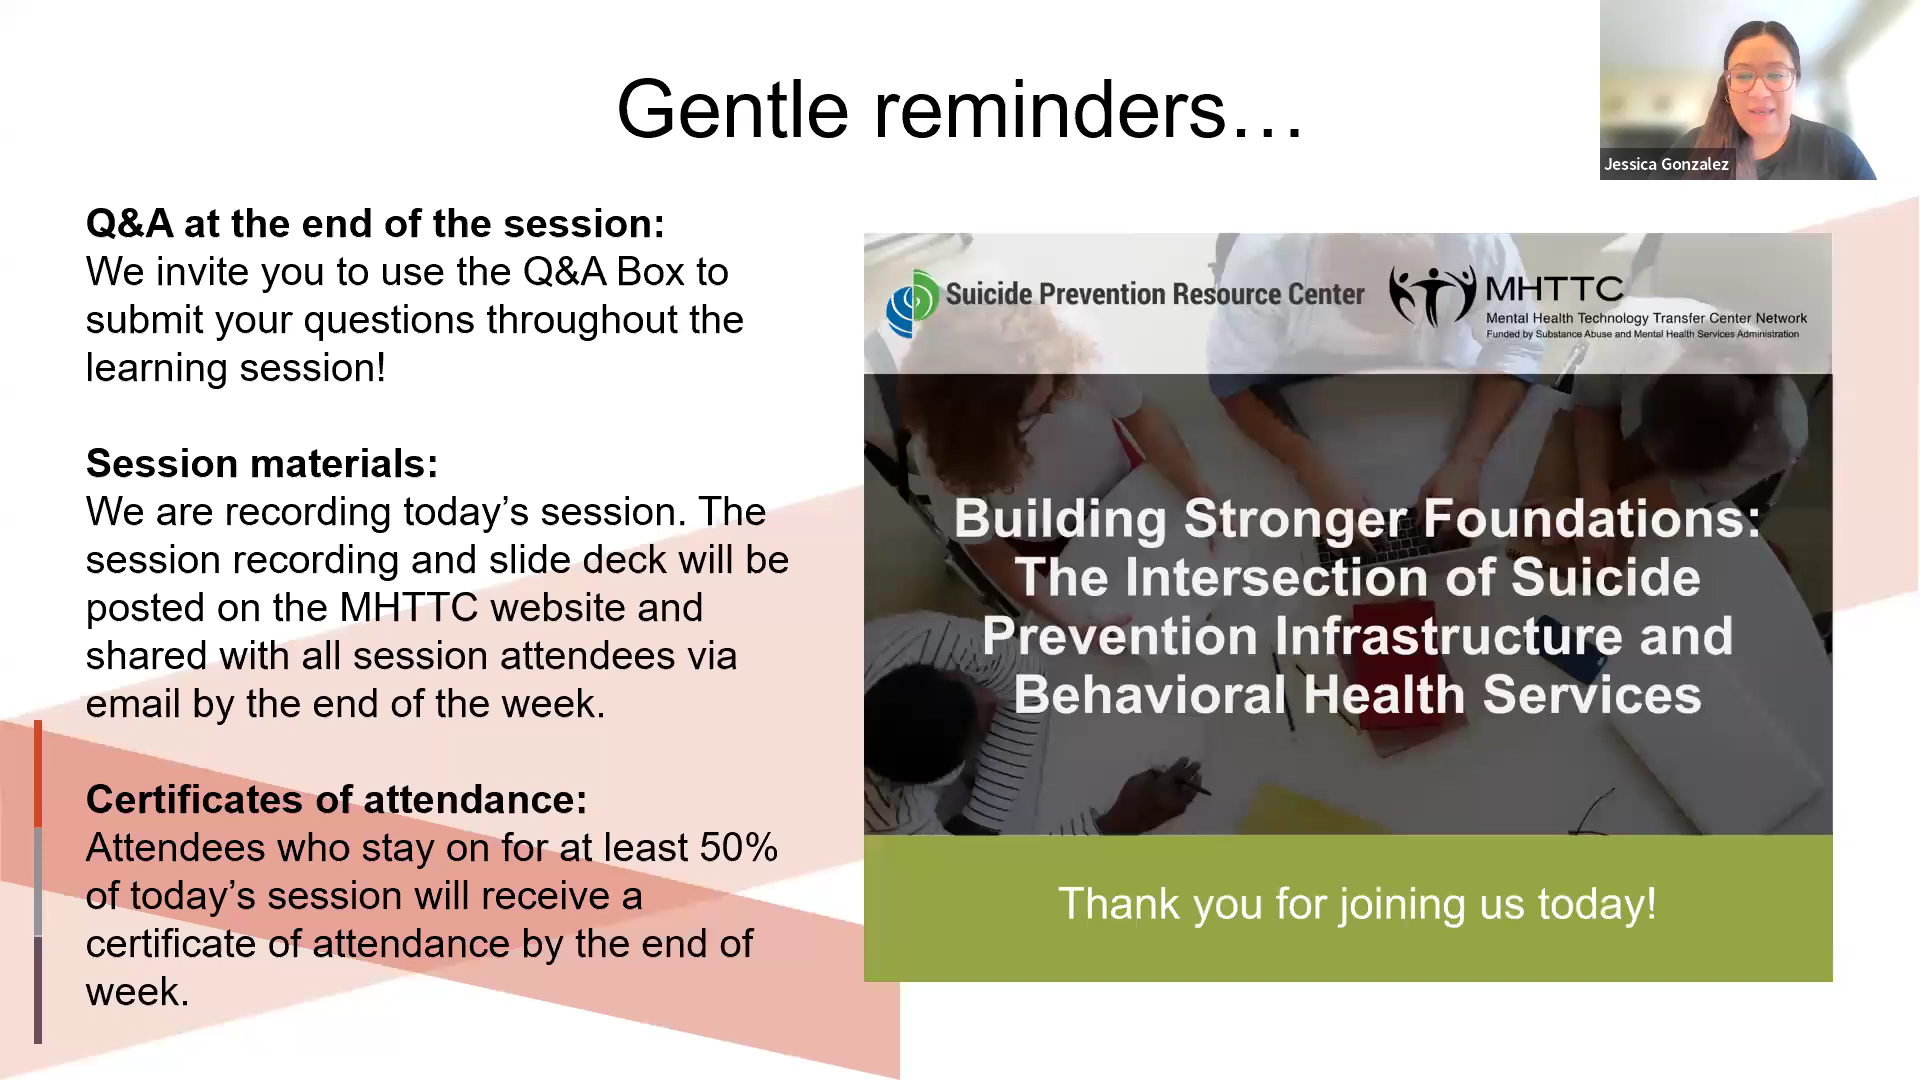 Gentle reminders…
Jessica Gonzalez
Q&A at the end of the session:
We invite you to use the Q&A Box to
submit your questions throughout the
learning session!
Session materials:
We are recording today’s session. The
session recording and slide deck will be
posted on the MHTTC website and
shared with all session attendees via
email by the end of the week.
Certificates of attendance:
Attendees who stay on for at least 50%
of today’s session will receive a
certificate of attendance by the end of
week.
Suicide Prevention Resource Center
MHTTC
Mental Health Technology Transfer Center Network
Funded by Substance Abuse and Mental Health Services Administration
Building Stronger Foundations:
The Intersection of Suicide
Prevention Infrastructure and
Behavioral Health Services
Thank you for joining us today!